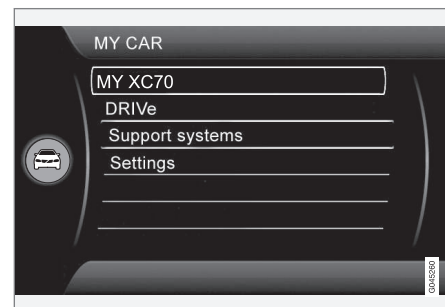 MY CAR
MY XC70
DRIVe
Support systems
Settings
G045260